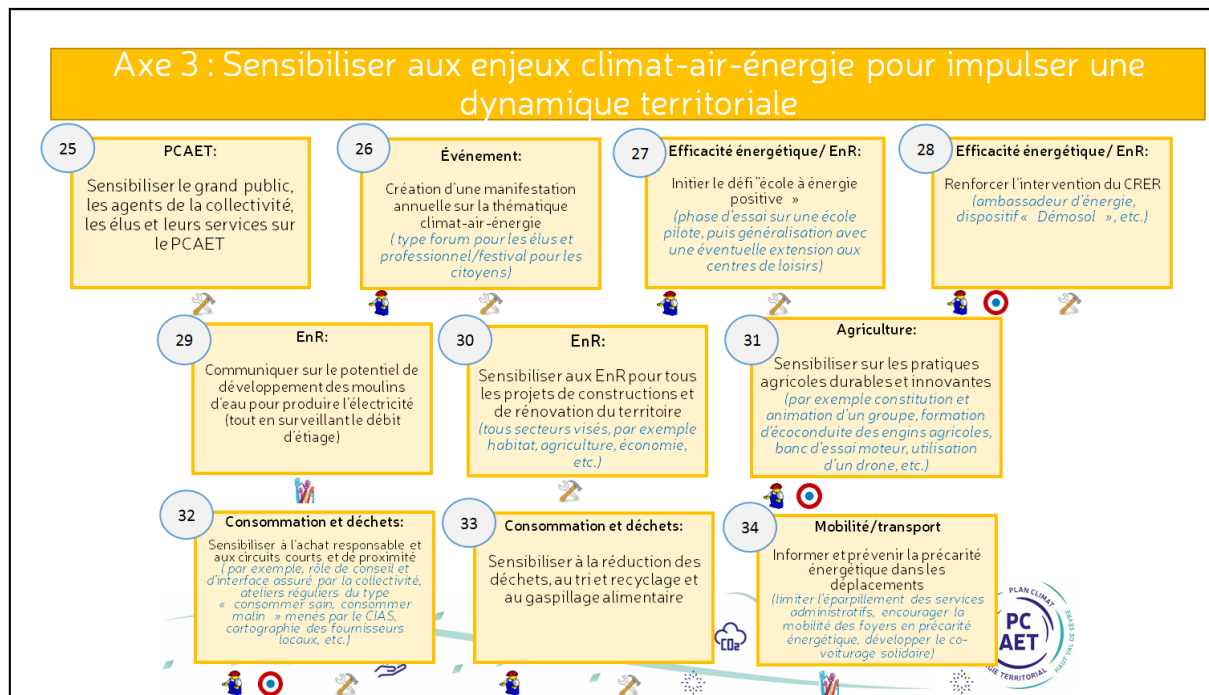 Axe 3 : Sensibiliser aux enjeux climat-air-énergie pour impulser une
dynamique territoriale
25
PCAET:
Sensibiliser le grand public,
les agents de la collectivité,
les élus et leurs services sur
le PCAET
26
Événement:
Création d'une manifestation
annuelle sur la thématique
climat-air-énergie
( type forum pour les élus et
professionnel/festival pour les
citoyens)
27
Efficacité énergétique/ EnR:
Initier le défi "école à énergie
positive »
(phase d'essai sur une école
pilote, puis généralisation avec
une éventuelle extension aux
centres de loisirs)
28
Efficacité énergétique/ EnR:
Renforcer l'intervention du CRER
(ambassadeur d'énergie,
dispositif « Démosol », etc.)
29
EnR:
Communiquer sur le potentiel de
développement des moulins
d'eau pour produire l'électricité
(tout en surveillant le débit
d'étiage)
30
EnR:
Sensibiliser aux EnR pour tous
les projets de constructions et
de rénovation du territoire
(tous secteurs visés, par exemple
habitat, agriculture, économie,
etc.)
31
Agriculture:
Sensibiliser sur les pratiques
agricoles durables et innovantes
(par exemple constitution et
animation d'un groupe, formation
d'écoconduite des engins agricoles,
banc d'essai moteur, utilisation
d'un drone, etc.)
32
Consommation et déchets:
Sensibiliser à l'achat responsable et
aux circuits courts et de proximité
( par exemple, rôle de conseil et
d'interface assuré par la collectivité,
ateliers réguliers du type
« consommer sain, consommer
malin » menés par le CIAS,
cartographie des fournisseurs
locaux, etc.)
33
Consommation et déchets:
Sensibiliser à la réduction des
déchets, au tri et recyclage et
au gaspillage alimentaire
34
Mobilité/transport
Informer et prévenir la précarité
énergétique dans les
déplacements
(limiter l'éparpillement des services
administratifs, encourager la
mobilité des foyers en précarité
énergétique, développer le co-
voiturage solidaire)
CO₂
PLAN CLIMAT
PC
AET
GIE TERRITORIAL
HAUT VAL DE SÈVRE